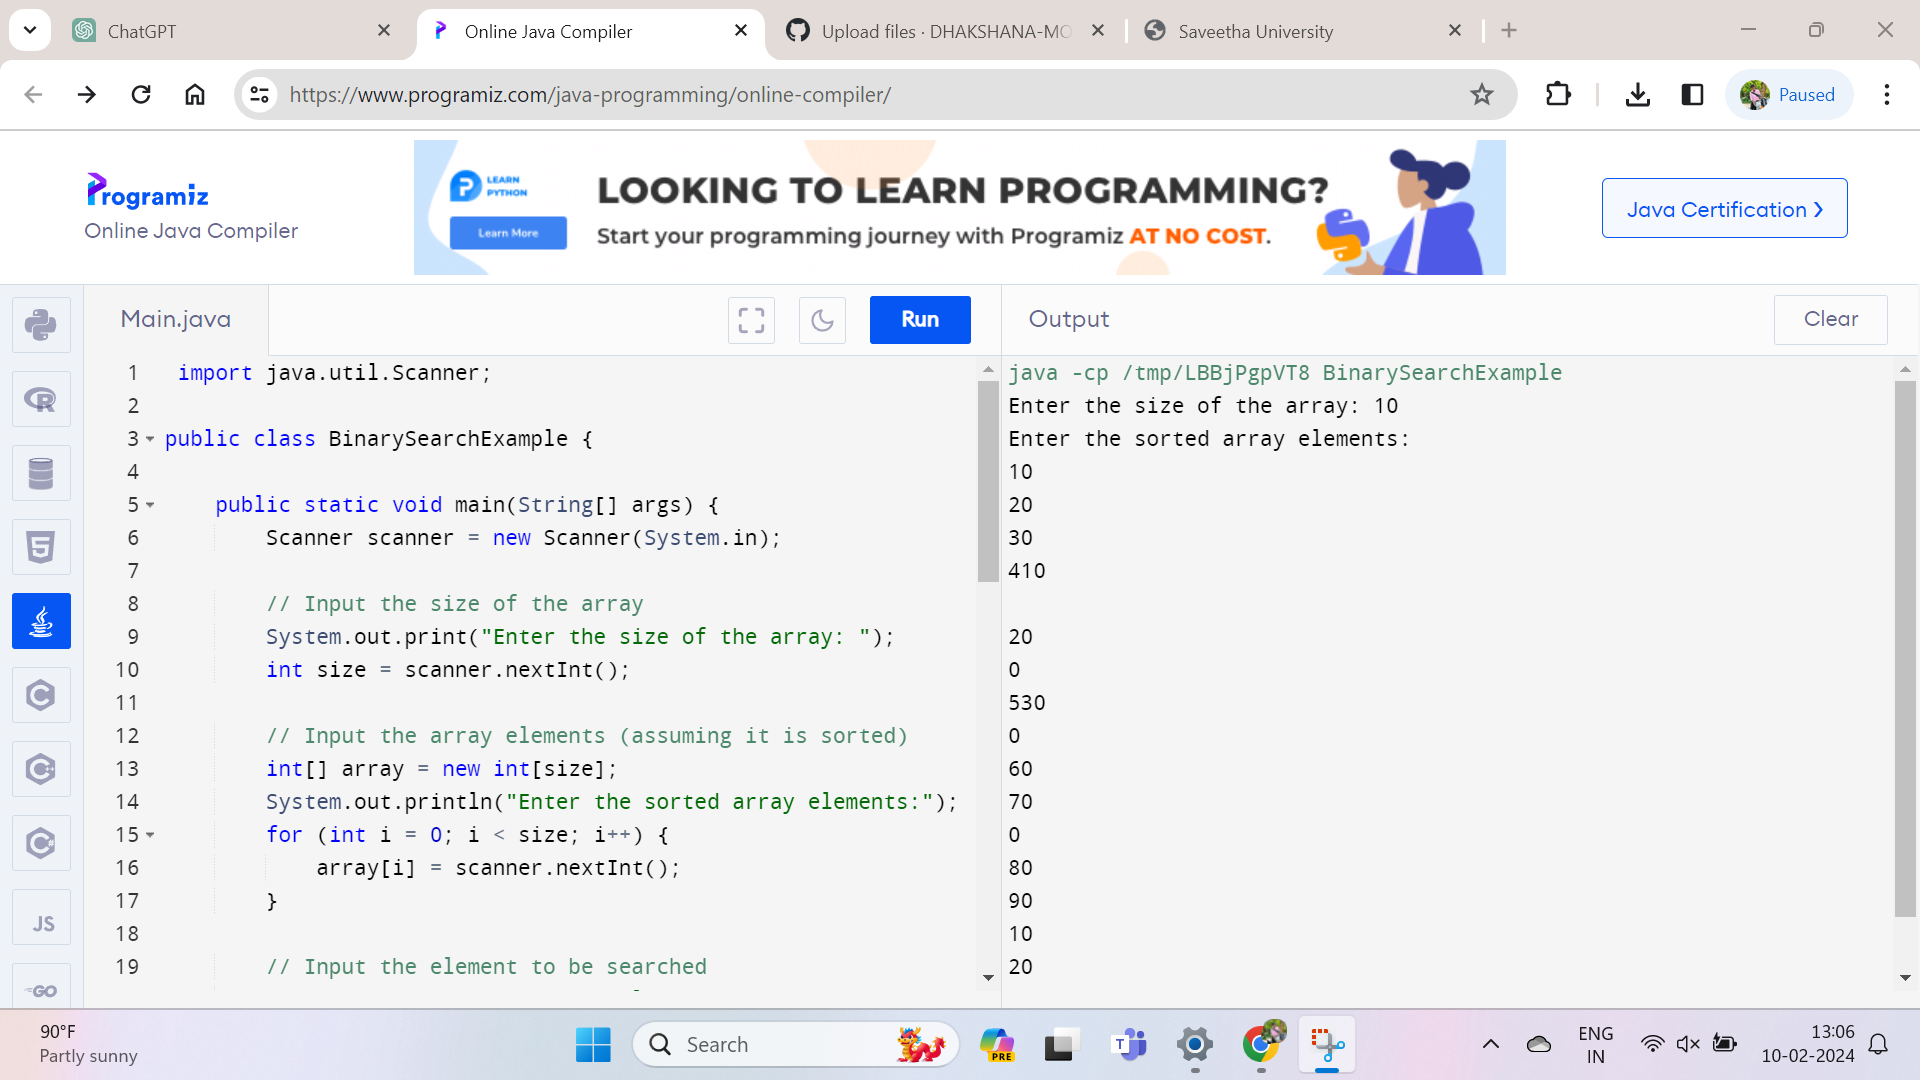 ChatGPT
Online Java Compiler
Upload files · DHAKSHANA-MO
Saveetha University
https://www.programiz.com/java-programming/online-compiler/
Paused
Programiz
Online Java Compiler
LEARN
PYTHON
Learn More
LOOKING TO LEARN PROGRAMMING?
Start your programming journey with Programiz AT NO COST.
Java Certification ❯
Main.java
Run
Output
Clear
1 import java.util.Scanner;
2
3 public class BinarySearchExample {
4
5 public static void main(String[] args) {
6 Scanner scanner = new Scanner(System.in);
7
8 // Input the size of the array
9 System.out.print("Enter the size of the array: ");
10 int size = scanner.nextInt();
11
12 // Input the array elements (assuming it is sorted)
13 int[] array = new int[size];
14 System.out.println("Enter the sorted array elements:");
15 for (int i = 0; i < size; i++) {
16 array[i] = scanner.nextInt();
17 }
18
19 // Input the element to be searched
java -cp /tmp/LBBjPgpVT8 BinarySearchExample
Enter the size of the array: 10
Enter the sorted array elements:
10
20
30
410
20
0
530
0
60
70
0
80
90
10
20
R
5
C
C++
C#
JS
GO
90°F
Partly sunny
Search
PRE
T
ENG
IN
13:06
10-02-2024